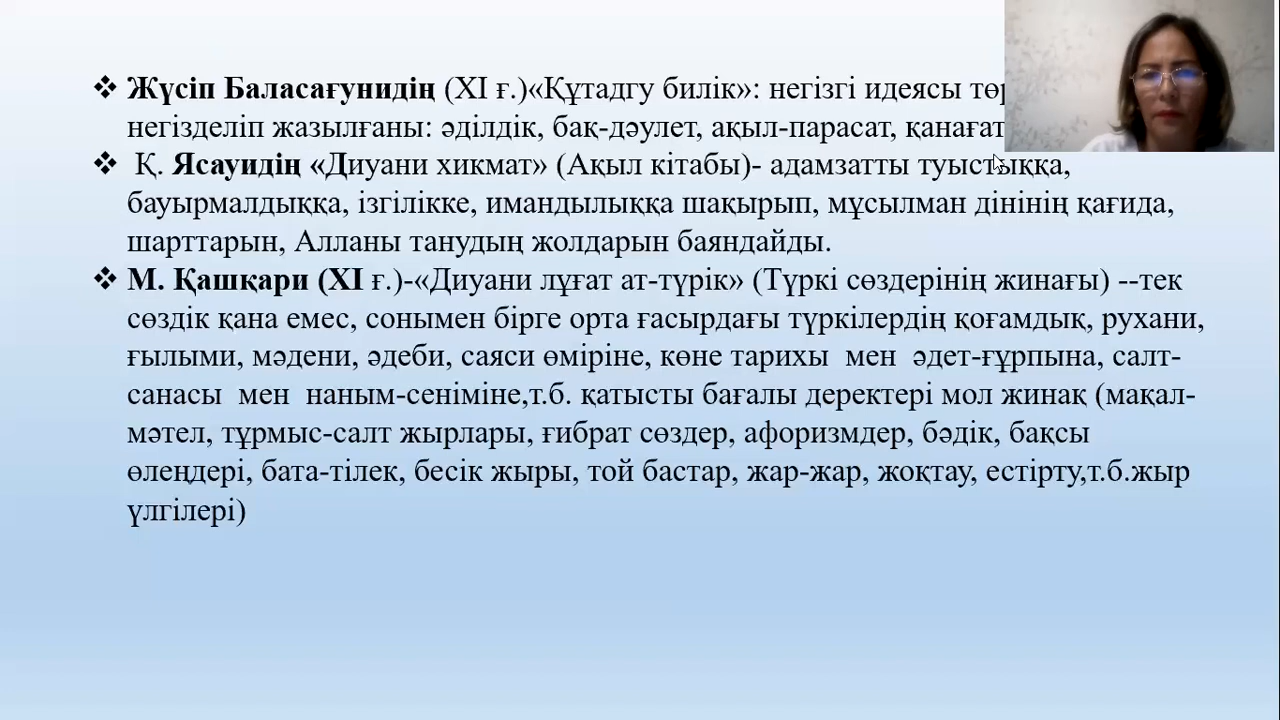 ❖ Жүсіп Баласағунидің (XI ғ.)«Құтадгу билік»: негізгі идеясы
негізделіп жазылғаны: әділдік, бақ-дәулет, ақыл-парасат, қанағат
❖ Қ. Ясауидің «Диуани хикмат» (Ақыл кітабы)- адамзатты туыстыққа,
бауырмалдыққа, ізгілікке, имандылыққа шақырып, мұсылман дінінің қағида,
шарттарын, Алланы танудың жолдарын баяндайды.
❖ М. Қашқари (XI ғ.)-«Диуани лұғат ат-түрік» (Түркі сөздерінің жинағы) --тек
сөздік қана емес, сонымен бірге орта ғасырдағы түркілердің қоғамдық, рухани,
ғылыми, мәдени, әдеби, саяси өміріне, көне тарихы мен әдет-ғұрпына, салт-
санасы мен наным-сеніміне,т.б. қатысты бағалы деректері мол жинақ (мақал-
мәтел, тұрмыс-салт жырлары, ғибрат сөздер, афоризмдер, бәдік, бақсы
өлеңдері, бата-тілек, бесік жыры, той бастар, жар-жар, жоқтау, естірту,т.б.жыр
үлгілері)